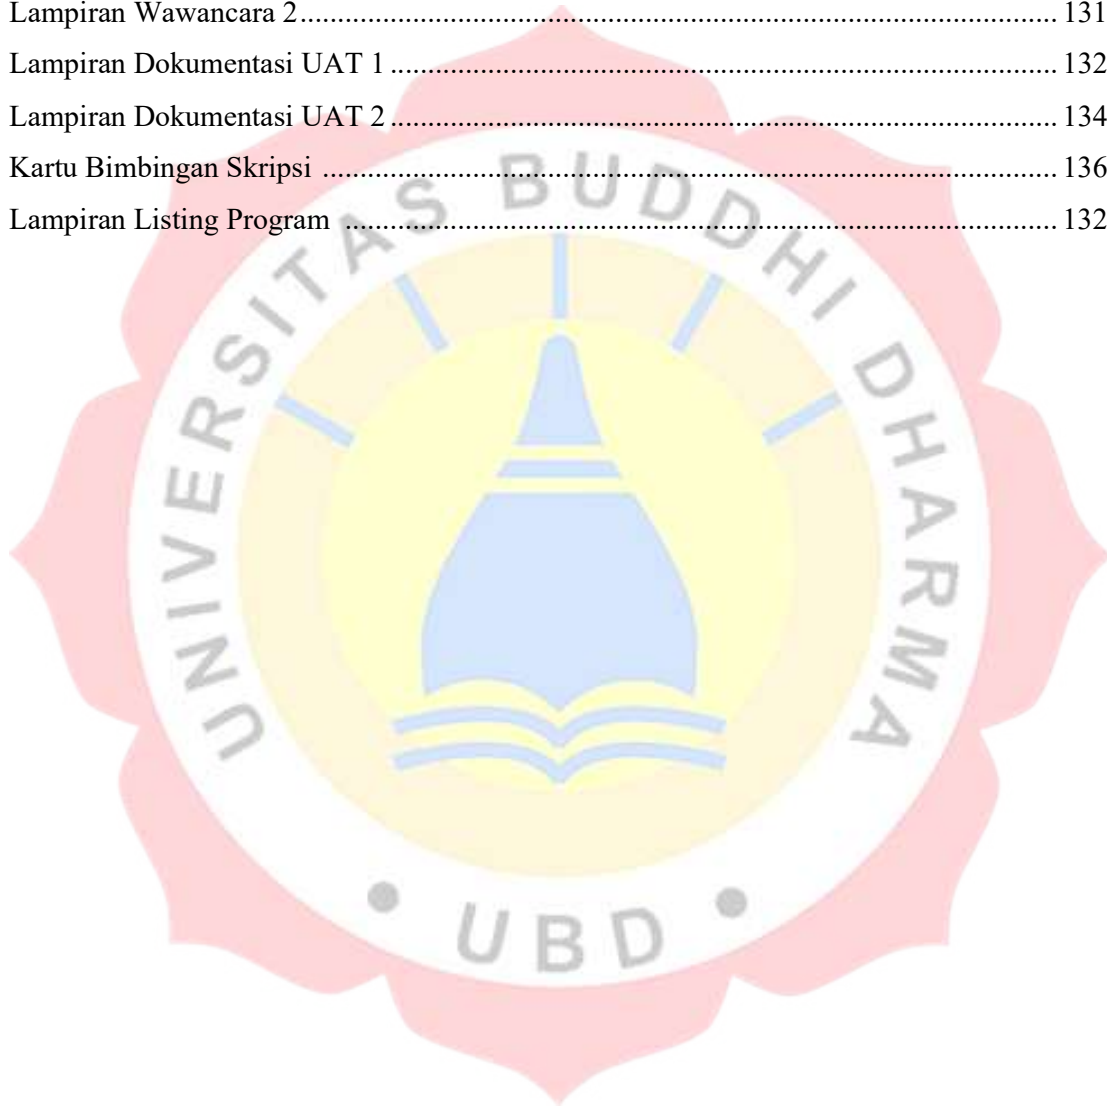 Lampiran Wawancara 2............................................................................................... 131
Lampiran Dokumentasi UAT 1 .................................................................................... 132
Lampiran Dokumentasi UAT 2 .................................................................................... 134
Kartu Bimbingan Skripsi ............................................................................................ 136
Lampiran Listing Program ......................................................................................... 132
UNIVERSITAS BUDDHI DHARMA
• UBD •